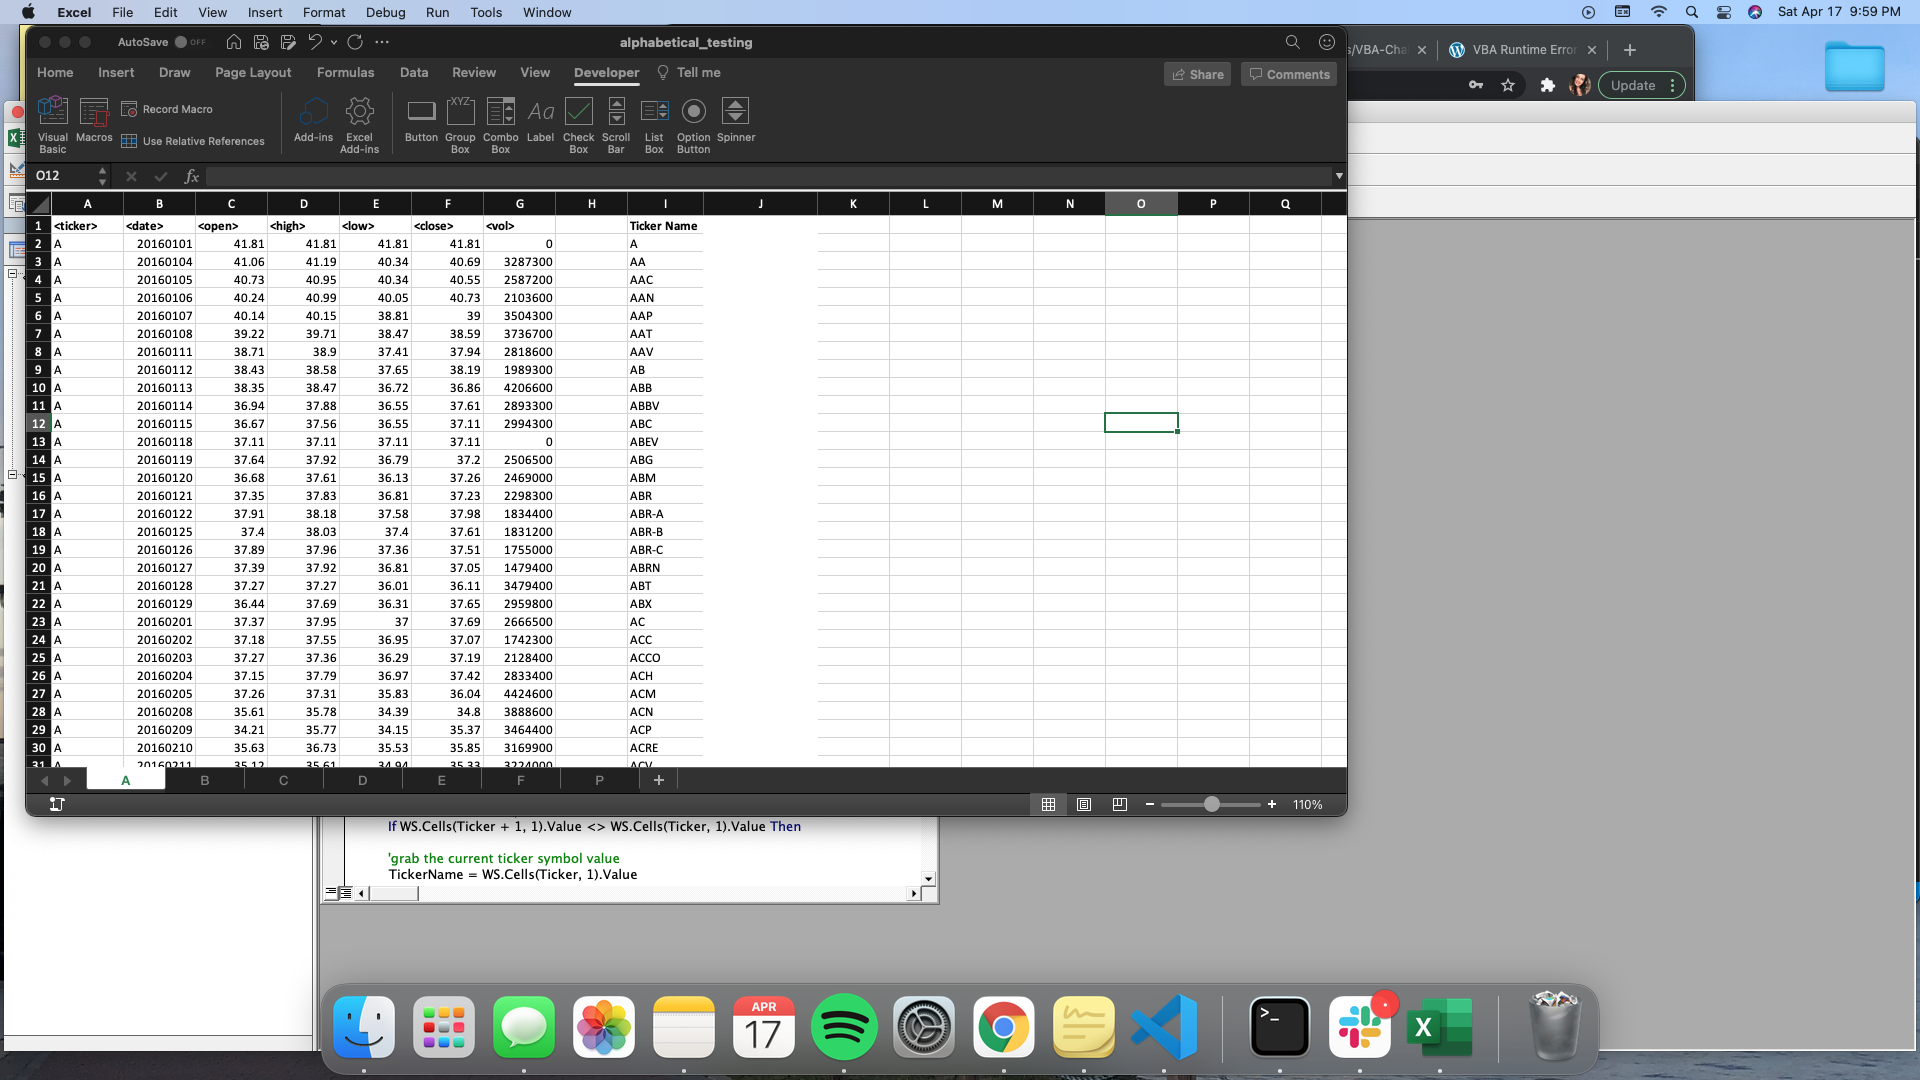 Excel File Edit View Insert Format Debug Run Tools Window Sat Apr 17 9:59 PM
AutoSave OFF alphabetical_testing
Home Insert Draw Page Layout Formulas Data Review View Developer Tell me Share Comments
Visual Basic Macros Record Macro Use Relative References Add-ins Excel Add-ins Button Group Box Combo Box Label Check Box Scroll Bar List Box Option Button Spinner
XYZ Aa
s/VBA-Cha VBA Runtime Error
Update
O12 fx
A B C D E F G H I J K L M N O P Q
1 <ticker> <date> <open> <high> <low> <close> <vol> Ticker Name
2 A 20160101 41.81 41.81 41.81 41.81 0 A
3 A 20160104 41.06 41.19 40.34 40.69 3287300 AA
4 A 20160105 40.73 40.95 40.34 40.55 2587200 AAC
5 A 20160106 40.24 40.99 40.05 40.73 2103600 AAN
6 A 20160107 40.14 40.15 38.81 39 3504300 AAP
7 A 20160108 39.22 39.71 38.47 38.59 3736700 AAT
8 A 20160111 38.71 38.9 37.41 37.94 2818600 AAV
9 A 20160112 38.43 38.58 37.65 38.19 1989300 AB
10 A 20160113 38.35 38.47 36.72 36.86 4206600 ABB
11 A 20160114 36.94 37.88 36.55 37.61 2893300 ABBV
12 A 20160115 36.67 37.56 36.55 37.11 2994300 ABC
13 A 20160118 37.11 37.11 37.11 37.11 0 ABEV
14 A 20160119 37.64 37.92 36.79 37.2 2506500 ABG
15 A 20160120 36.68 37.61 36.13 37.26 2469000 ABM
16 A 20160121 37.35 37.83 36.81 37.23 2298300 ABR
17 A 20160122 37.91 38.18 37.58 37.98 1834400 ABR-A
18 A 20160125 37.4 38.03 37.4 37.61 1831200 ABR-B
19 A 20160126 37.89 37.96 37.36 37.51 1755000 ABR-C
20 A 20160127 37.39 37.92 36.81 37.05 1479400 ABRN
21 A 20160128 37.27 37.27 36.01 36.11 3479400 ABT
22 A 20160129 36.44 37.69 36.31 37.65 2959800 ABX
23 A 20160201 37.37 37.95 37 37.69 2666500 AC
24 A 20160202 37.18 37.55 36.95 37.07 1742300 ACC
25 A 20160203 37.27 37.36 36.29 37.19 2128400 ACCO
26 A 20160204 37.15 37.79 36.97 37.42 2833400 ACH
27 A 20160205 37.26 37.31 35.83 36.04 4424600 ACM
28 A 20160208 35.61 35.78 34.39 34.8 3888600 ACN
29 A 20160209 34.21 35.77 34.15 35.37 3464400 ACP
30 A 20160210 35.63 36.73 35.53 35.85 3169900 ACRE
31 A 20160211 35.12 35.61 34.94 35.33 3224000 ACV
A B C D E F P +
110%
If WS.Cells(Ticker + 1, 1).Value <> WS.Cells(Ticker, 1).Value Then
'grab the current ticker symbol value
TickerName = WS.Cells(Ticker, 1).Value
APR
17
>_
X